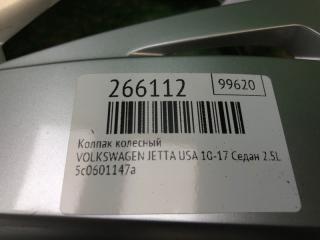 266112 99620
Колпак колесный
VOLKSWAGEN JETTA USA 10-17 Седан 2.5L
5c0601147a